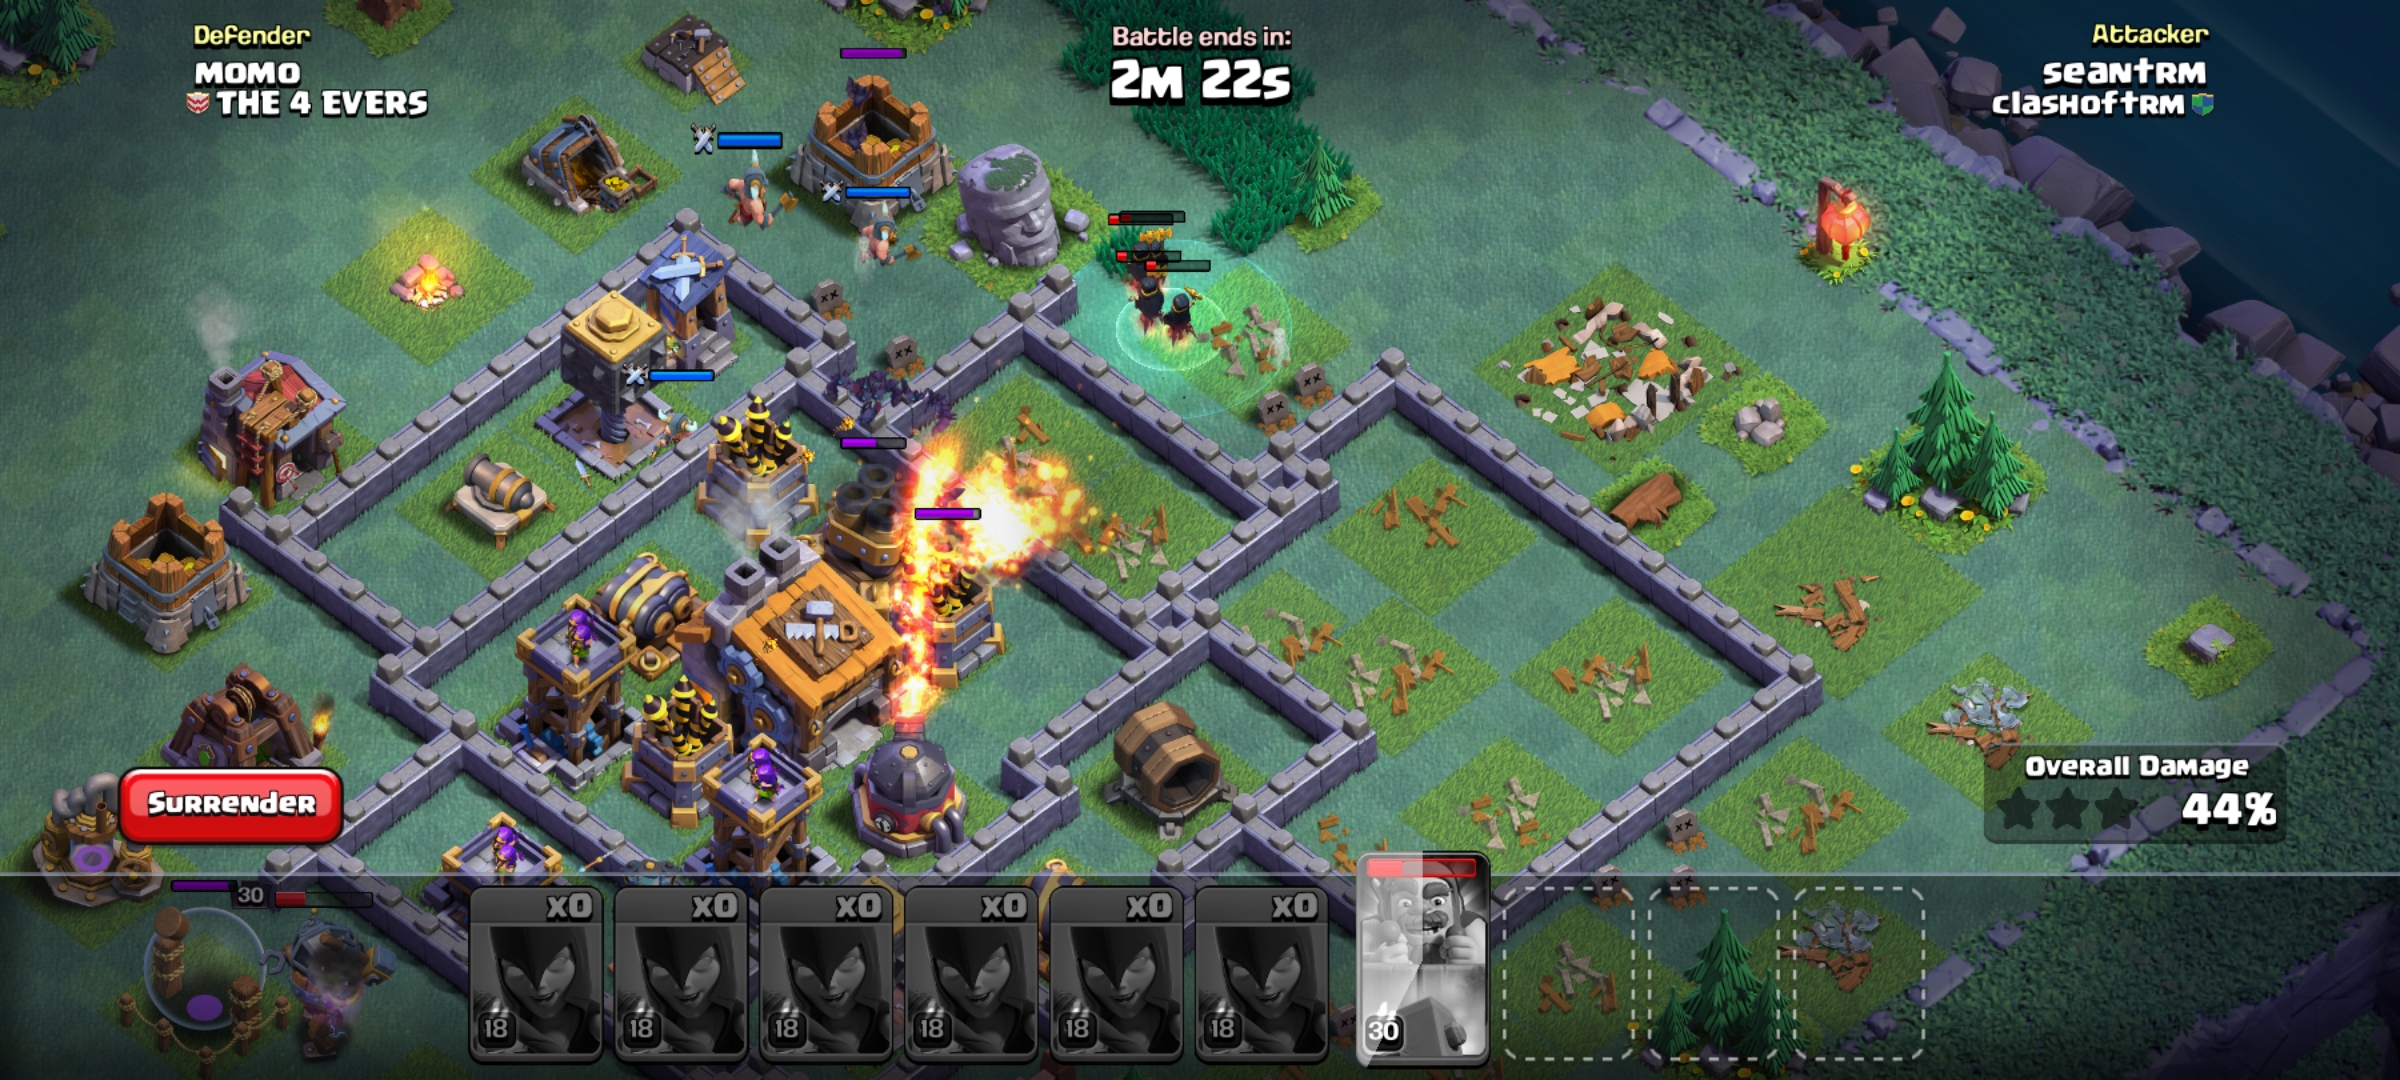 Defender
MOMO
THE 4 EVERS
Battle ends in:
2M 22S
Attacker
seantRM
clashoftRM
Surrender
Overall Damage
44%
30
x0
x0
x0
x0
x0
x0
18
18
18
18
18
18
30